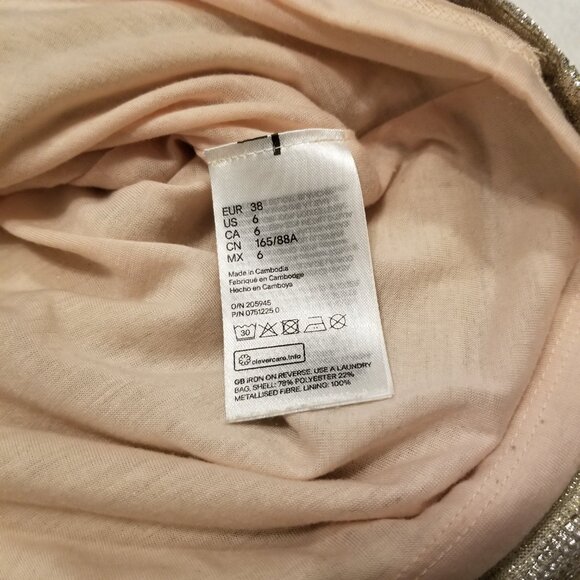 EUR 38
US 6
CA 6
CN 165/88A
MX 6
Made in Cambodia
Fabriqué en Cambodge
Hecho en Camboya
O/N 205945
P/N 0751225 0
30
clevercare.info
GB IRON ON REVERSE. USE A LAUNDRY
BAG. SHELL: 78% POLYESTER 22%
METALLISED FIBRE. LINING: 100%